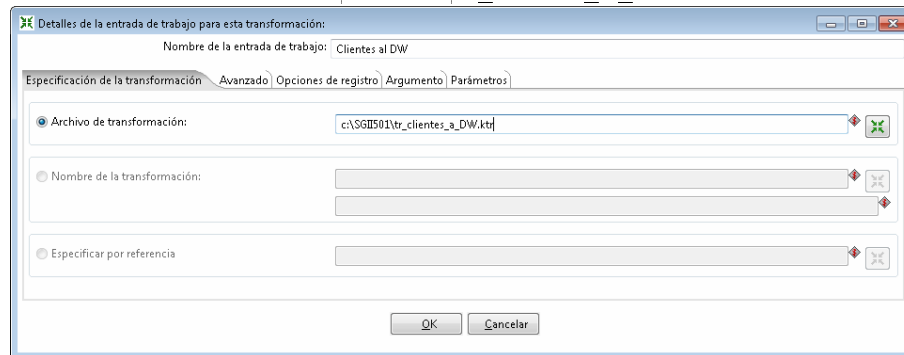 Detalles de la entrada de trabajo para esta transformación:
Nombre de la entrada de trabajo: Clientes al DW
Especificación de la transformación Avanzado Opciones de registro Argumento Parámetros
Archivo de transformación: c:\SGII501\tr_clientes_a_DW.ktr
Nombre de la transformación:
Especificar por referencia
OK Cancelar